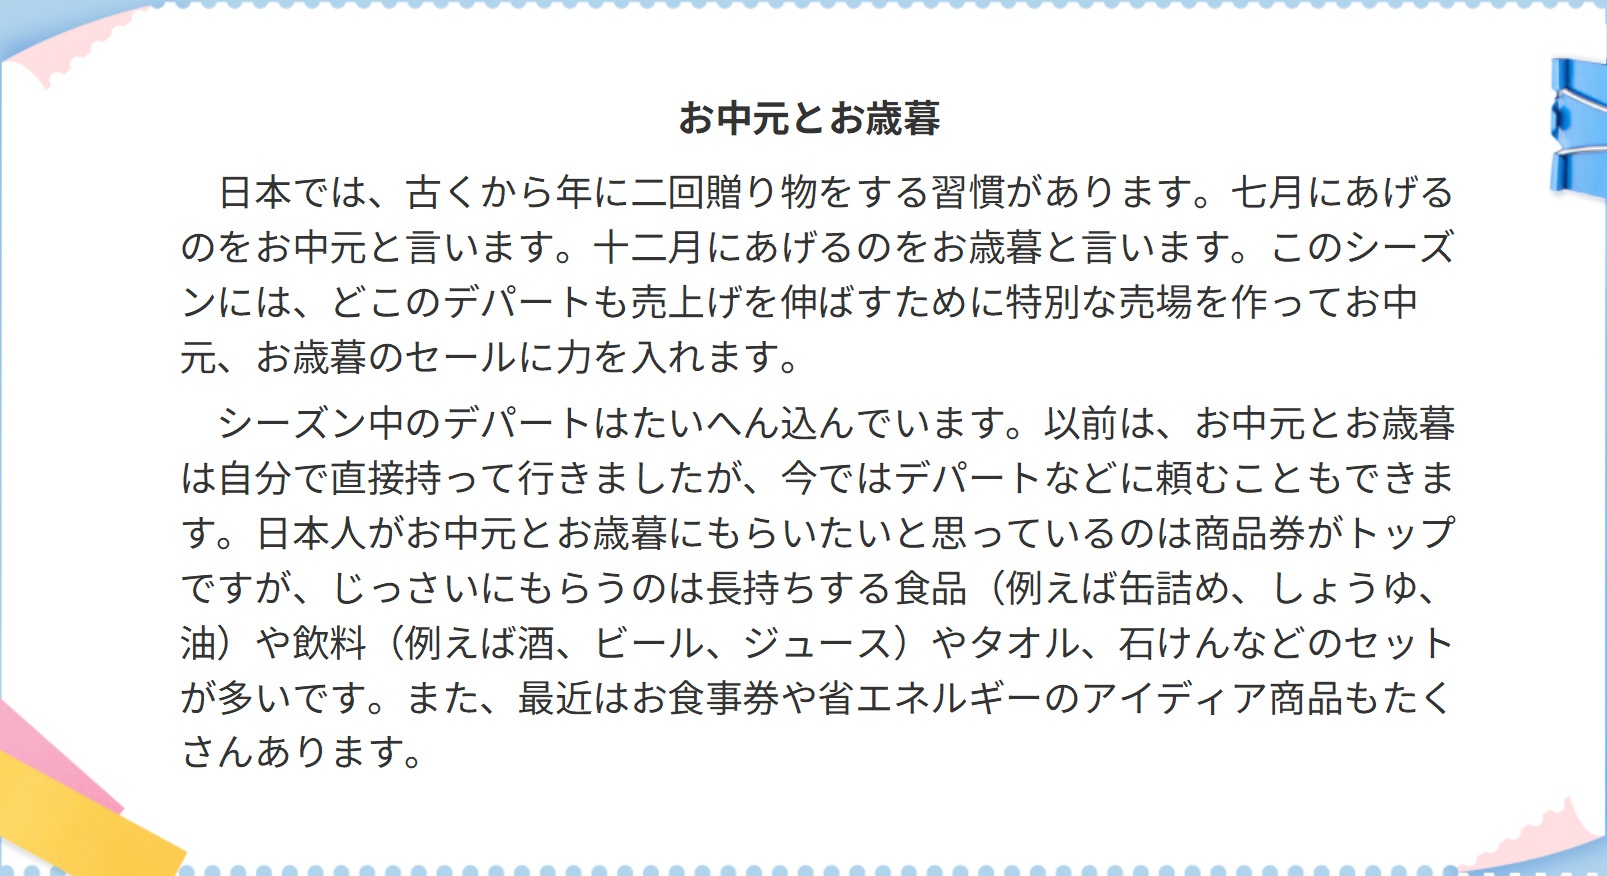 お中元とお歳暮
　日本では、古くから年に二回贈り物をする習慣があります。七月にあげる
のをお中元と言います。十二月にあげるのをお歳暮と言います。このシーズ
ンには、どこのデパートも売上げを伸ばすために特別な売場を作ってお中
元、お歳暮のセールに力を入れます。
　シーズン中のデパートはたいへん込んでいます。以前は、お中元とお歳暮
は自分で直接持って行きましたが、今ではデパートなどに頼むこともできま
す。日本人がお中元とお歳暮にもらいたいと思っているのは商品券がトップ
ですが、じっさいにもらうのは長持ちする食品（例えば缶詰め、しょうゆ、
油）や飲料（例えば酒、ビール、ジュース）やタオル、石けんなどのセット
が多いです。また、最近はお食事券や省エネルギーのアイディア商品もたく
さんあります。